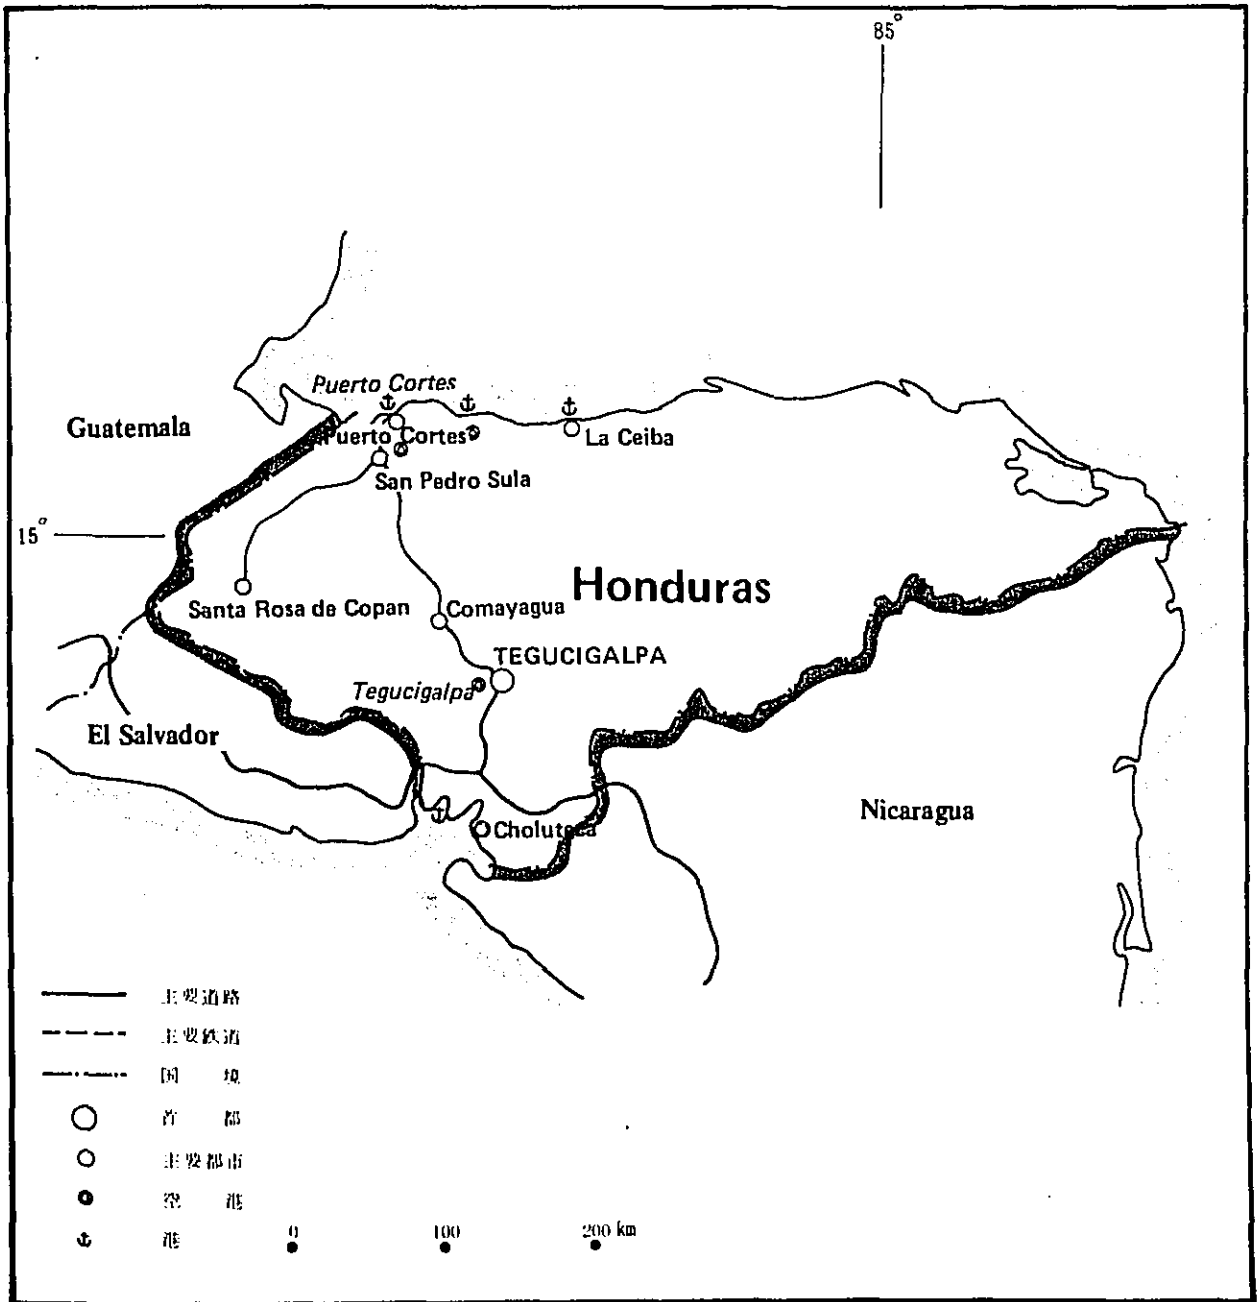 85°
Puerto Cortes
Guatemala
Puerto Cortes
La Ceiba
San Pedro Sula
15°
Honduras
Santa Rosa de Copan
Comayagua
TEGUCIGALPA
Tegucigalpa
El Salvador
Nicaragua
Choluteca
主要道路
主要鉄道
国境
首都
主要都市
空港
港
0 100 200 km